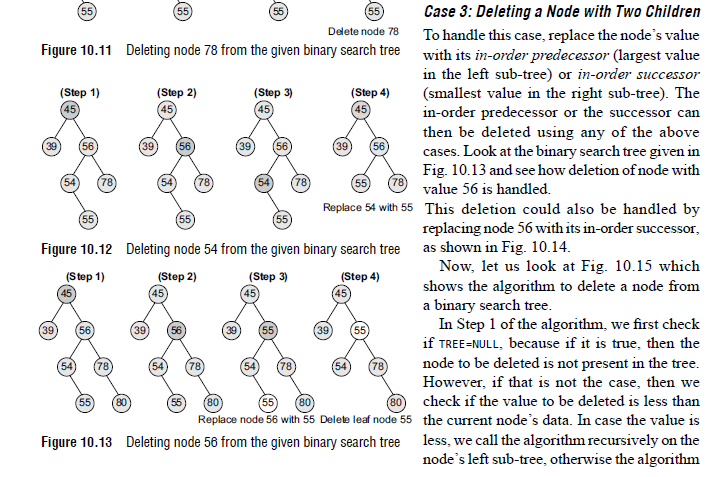 55
55
55
Delete node 78
Figure 10.11 Deleting node 78 from the given binary search tree
(Step 1) (Step 2) (Step 3) (Step 4)
45 45 45 45
39 56 39 56 39 56 39 56
54 78 54 78 54 78 55 78
55 55 55
Replace 54 with 55
Figure 10.12 Deleting node 54 from the given binary search tree
(Step 1) (Step 2) (Step 3) (Step 4)
45 45 45 45
39 56 39 56 39 55 39 55
54 78 54 78 54 78 54 78
55 80 55 80 55 80 80
Replace node 56 with 55 Delete leaf node 55
Figure 10.13 Deleting node 56 from the given binary search tree
Case 3: Deleting a Node with Two Children
To handle this case, replace the node's value
with its in-order predecessor (largest value
in the left sub-tree) or in-order successor
(smallest value in the right sub-tree). The
in-order predecessor or the successor can
then be deleted using any of the above
cases. Look at the binary search tree given in
Fig. 10.13 and see how deletion of node with
value 56 is handled.
This deletion could also be handled by
replacing node 56 with its in-order successor,
as shown in Fig. 10.14.
Now, let us look at Fig. 10.15 which
shows the algorithm to delete a node from
a binary search tree.
In Step 1 of the algorithm, we first check
if TREE=NULL, because if it is true, then the
node to be deleted is not present in the tree.
However, if that is not the case, then we
check if the value to be deleted is less than
the current node's data. In case the value is
less, we call the algorithm recursively on the
node's left sub-tree, otherwise the algorithm